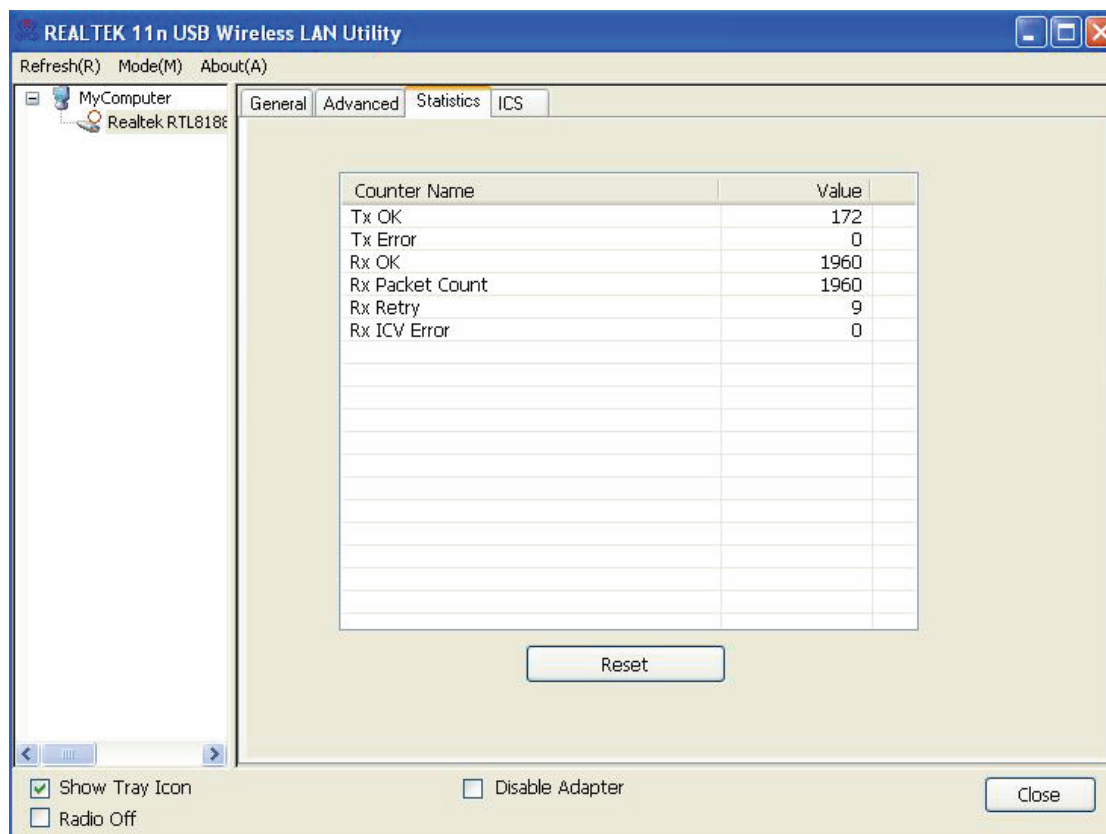 REALTEK 11n USB Wireless LAN Utility
Refresh(R) Mode(M) About(A)
MyComputer
Realtek RTL8188
General Advanced Statistics ICS
Counter Name Value
Tx OK 172
Tx Error 0
Rx OK 1960
Rx Packet Count 1960
Rx Retry 9
Rx ICV Error 0
Reset
Show Tray Icon Disable Adapter
Radio Off
Close